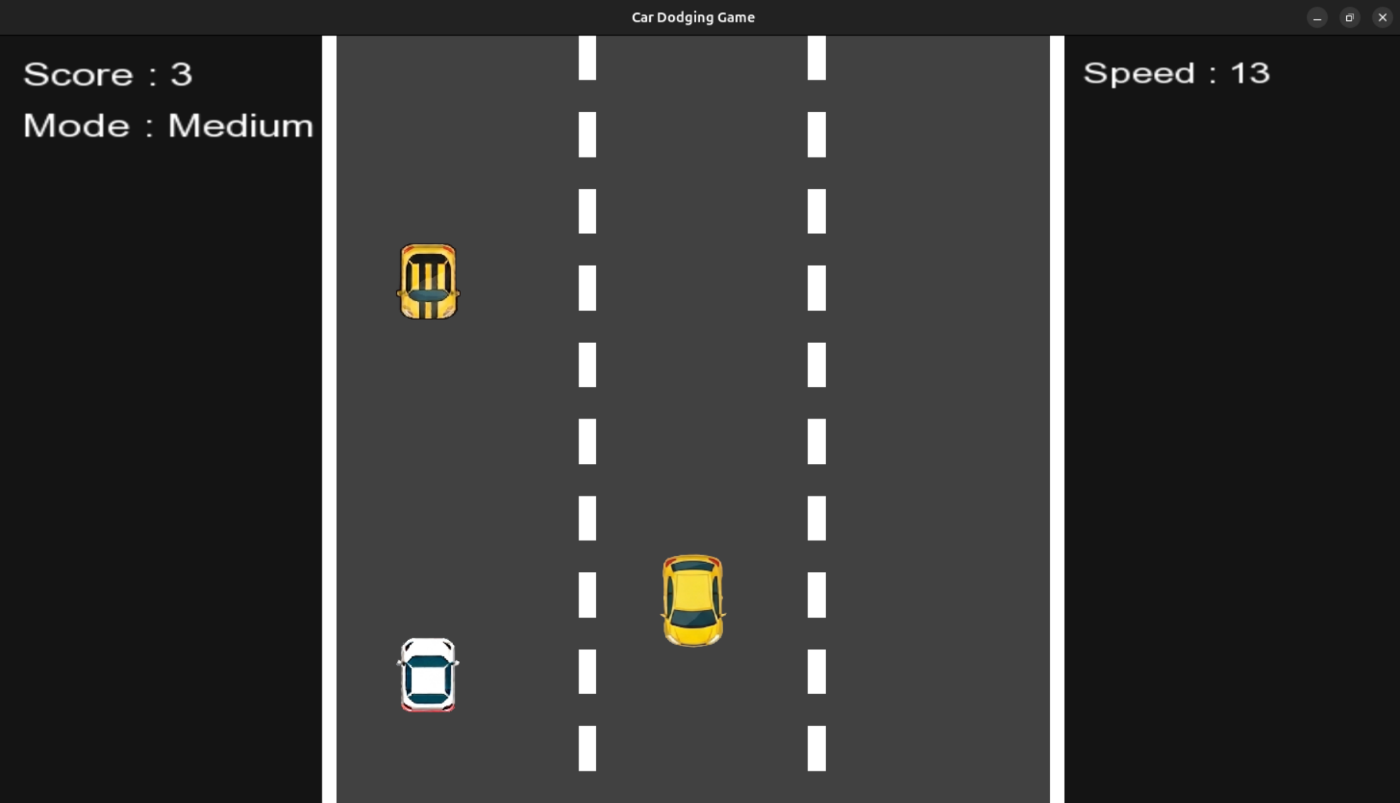 Car Dodging Game
Score : 3
Mode : Medium
Speed : 13